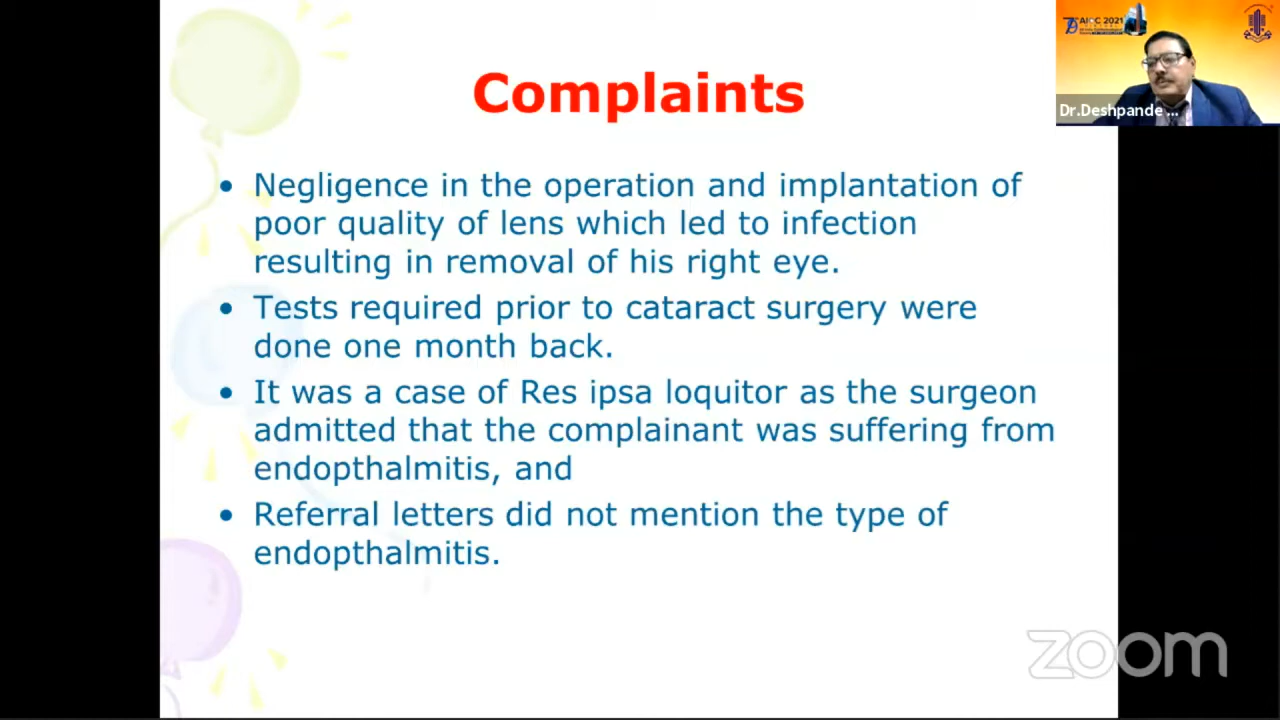 Complaints
• Negligence in the operation and implantation of
poor quality of lens which led to infection
resulting in removal of his right eye.
• Tests required prior to cataract surgery were
done one month back.
• It was a case of Res ipsa loquitor as the surgeon
admitted that the complainant was suffering from
endopthalmitis, and
• Referral letters did not mention the type of
endopthalmitis.
AIOC 2021
Dr.Deshpande ...
zoom